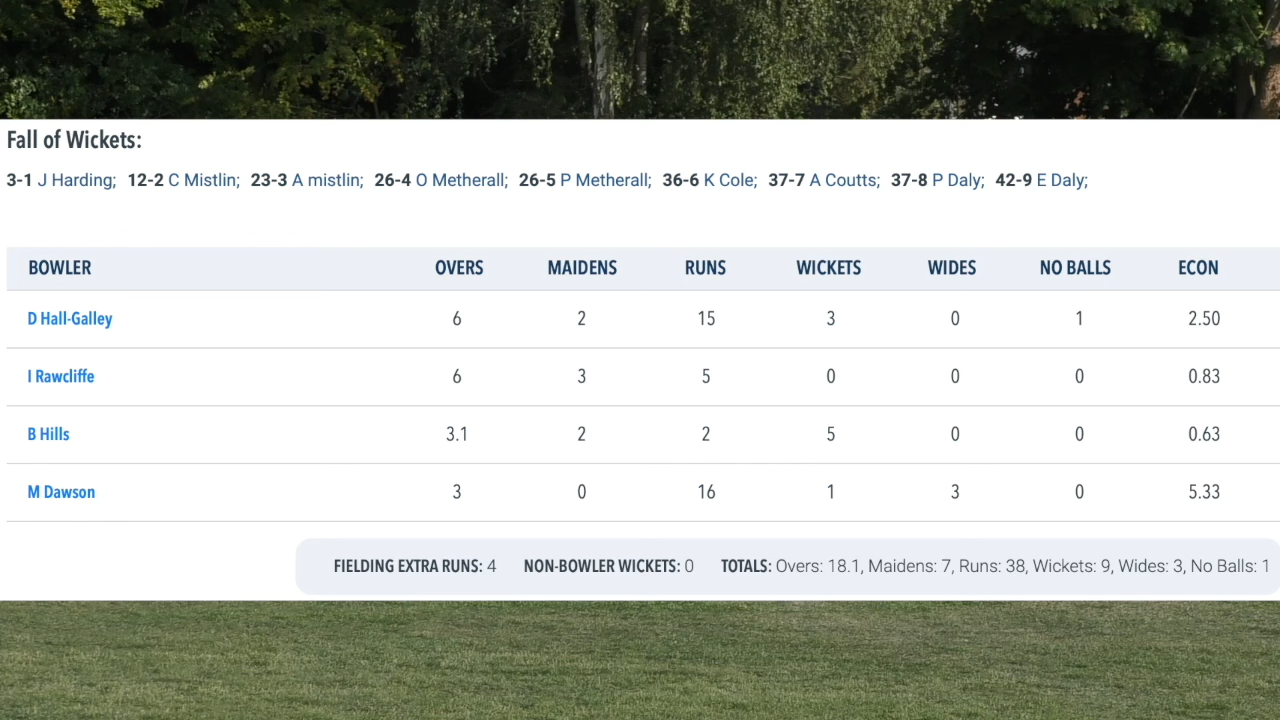 Fall of Wickets:
3-1 J Harding; 12-2 C Mistlin; 23-3 A mistlin; 26-4 O Metherall; 26-5 P Metherall; 36-6 K Cole; 37-7 A Coutts; 37-8 P Daly; 42-9 E Daly;
BOWLER OVERS MAIDENS RUNS WICKETS WIDES NO BALLS ECON
D Hall-Galley 6 2 15 3 0 1 2.50
I Rawcliffe 6 3 5 0 0 0 0.83
B Hills 3.1 2 2 5 0 0 0.63
M Dawson 3 0 16 1 3 0 5.33
FIELDING EXTRA RUNS: 4 NON-BOWLER WICKETS: 0 TOTALS: Overs: 18.1, Maidens: 7, Runs: 38, Wickets: 9, Wides: 3, No Balls: 1